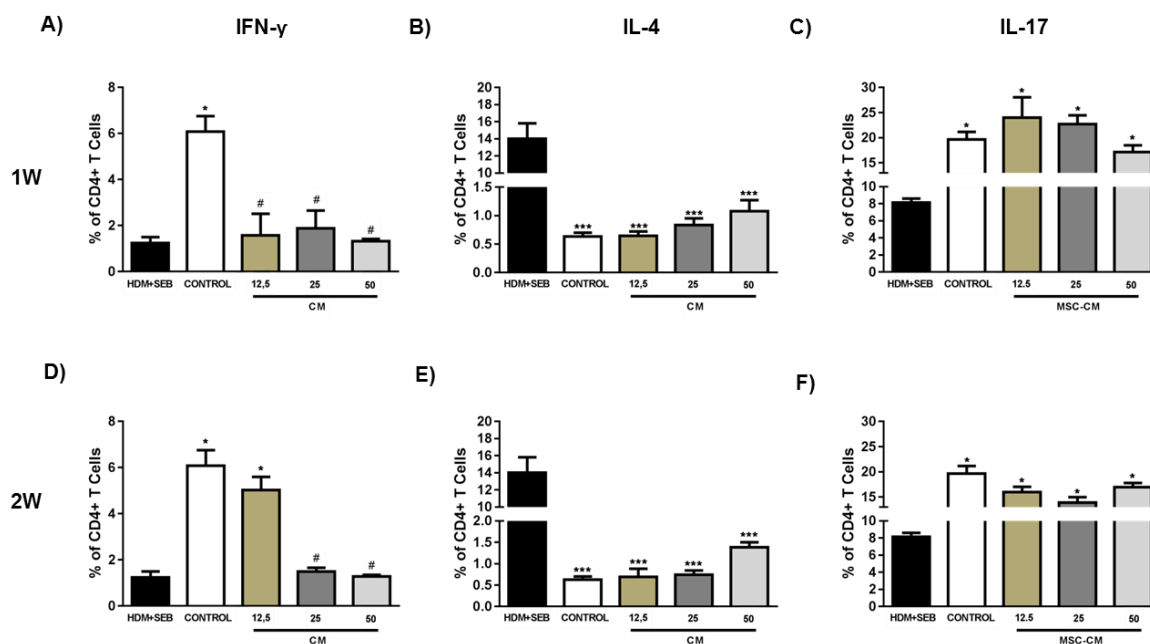 A) IFN-γ
B) IL-4
C) IL-17
1W
% of CD4+ T Cells
8
6
4
2
0
*
#
#
#
HDM+SEB CONTROL 12,5 25 50
CM
% of CD4+ T Cells
20
18
16
14
12
10
1.5
1.0
0.5
0.0
***
***
***
***
HDM+SEB CONTROL 12,5 25 50
CM
% of CD4+ T Cells
30
25
20
15
10
8
6
4
2
0
*
*
*
*
HDM+SEB CONTROL 12.5 25 50
MSC-CM
D)
E)
F)
2W
% of CD4+ T Cells
8
6
4
2
0
*
*
#
#
HDM+SEB CONTROL 12,5 25 50
CM
% of CD4+ T Cells
20
18
16
14
12
10
2.0
1.5
1.0
0.5
0.0
***
***
***
***
HDM+SEB CONTROL 12,5 25 50
CM
% of CD4+ T Cells
30
25
20
15
10
8
6
4
2
0
*
*
*
*
HDM+SEB CONTROL 12.5 25 50
MSC-CM